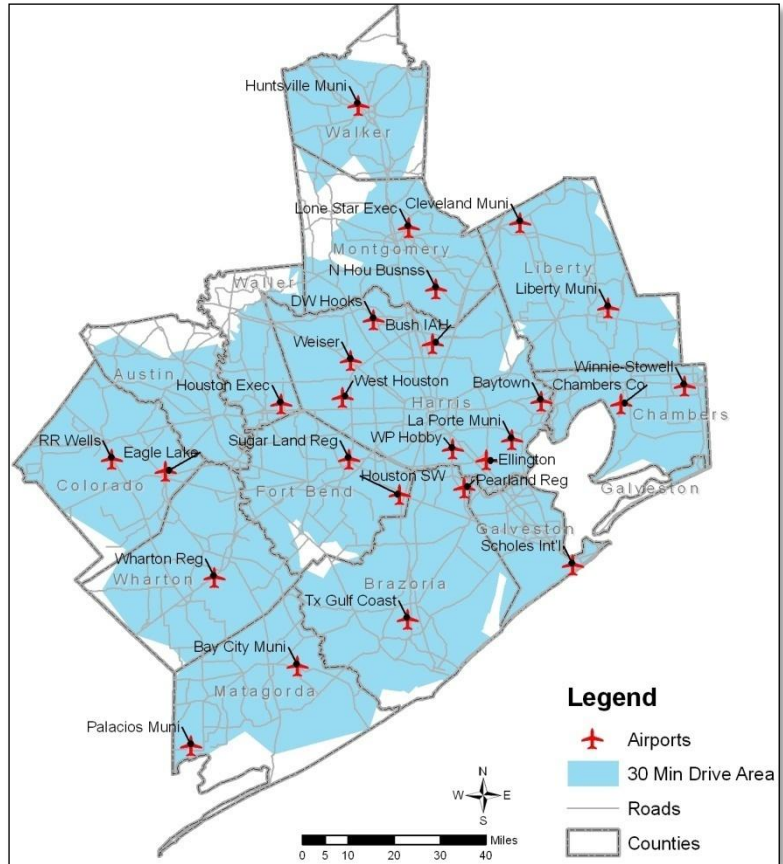 Huntsville Muni
Walker
Lone Star Exec
Cleveland Muni
Montgomery
Liberty
Waller
N Hou Busnss
Liberty Muni
DW Hooks
Bush IAH
Weiser
Winnie-Stowell
Austin
Houston Exec
West Houston
Baytown
Chambers Co
Harris
Chambers
La Porte Muni
RR Wells
Eagle Lake
Sugar Land Reg
WP Hobby
Ellington
Colorado
Fort Bend
Houston SW
Pearland Reg
Galveston
Galveston
Scholes Int'l
Wharton Reg
Wharton
Brazoria
Tx Gulf Coast
Bay City Muni
Matagorda
Palacios Muni
Legend
Airports
30 Min Drive Area
Roads
Counties
N
W E
S
Miles
0 5 10 20 30 40